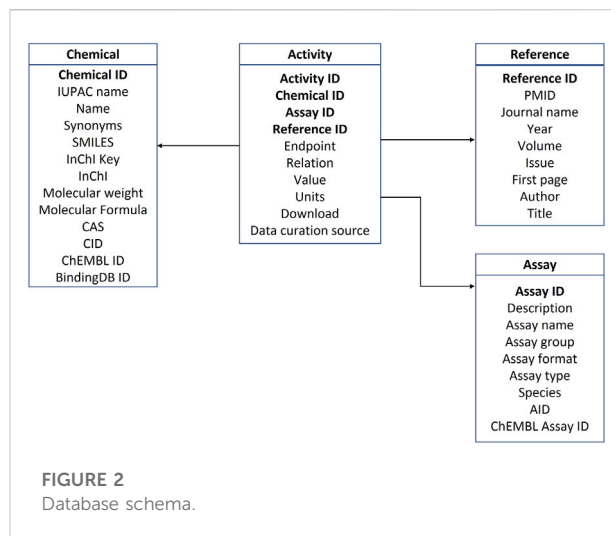 Chemical
Chemical ID
IUPAC name
Name
Synonyms
SMILES
InChI Key
InChI
Molecular weight
Molecular Formula
CAS
CID
ChEMBL ID
BindingDB ID
Activity
Activity ID
Chemical ID
Assay ID
Reference ID
Endpoint
Relation
Value
Units
Download
Data curation source
Reference
Reference ID
PMID
Journal name
Year
Volume
Issue
First page
Author
Title
Assay
Assay ID
Description
Assay name
Assay group
Assay format
Assay type
Species
AID
ChEMBL Assay ID
FIGURE 2
Database schema.